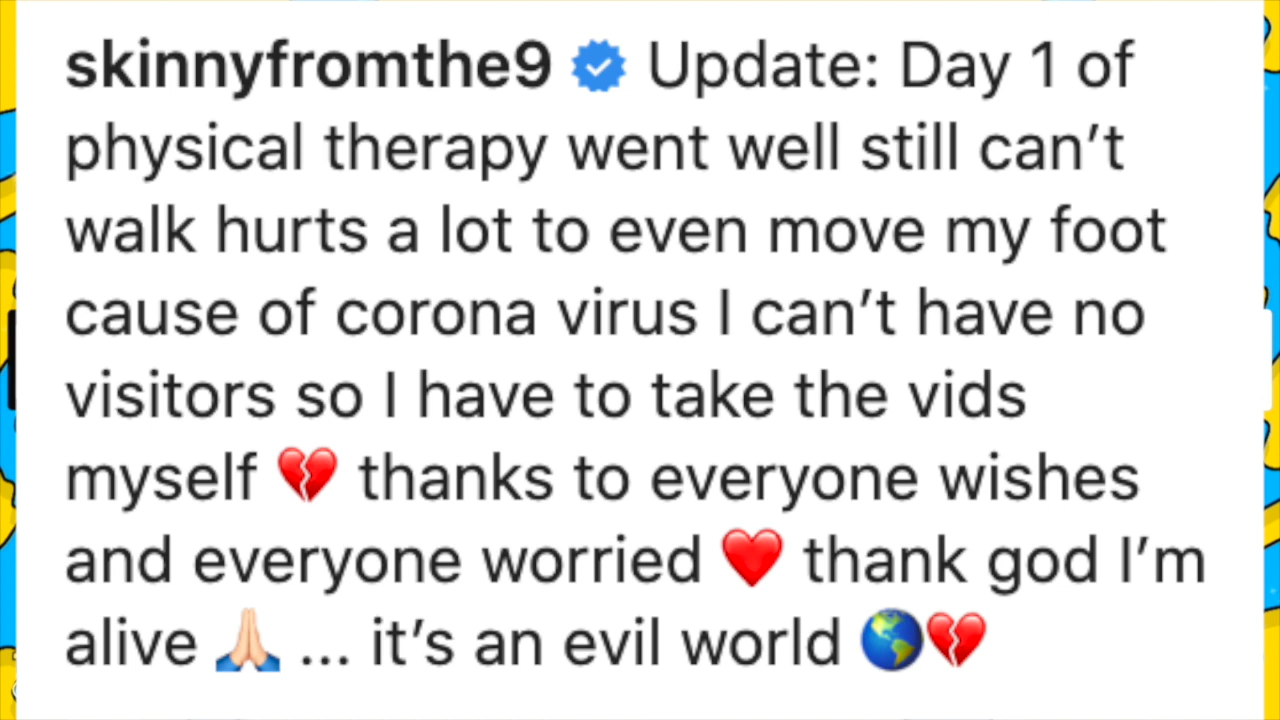 skinnyfromthe9 Update: Day 1 of
physical therapy went well still can’t
walk hurts a lot to even move my foot
cause of corona virus I can’t have no
visitors so I have to take the vids
myself 💔 thanks to everyone wishes
and everyone worried ❤️ thank god I’m
alive 🙏🏻 ... it’s an evil world 🌎💔